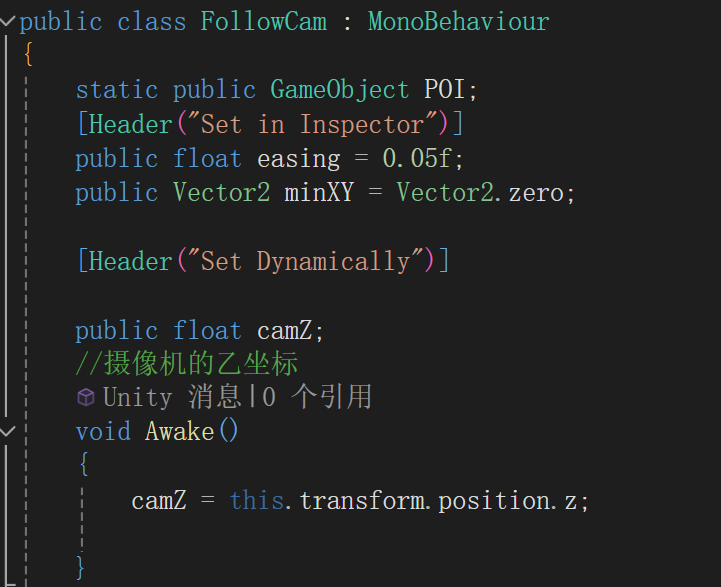 public class FollowCam : MonoBehaviour
{
static public GameObject POI;
[Header("Set in Inspector")]
public float easing = 0.05f;
public Vector2 minXY = Vector2.zero;
[Header("Set Dynamically")]
public float camZ;
//摄像机的乙坐标
Unity 消息|0 个引用
void Awake()
{
camZ = this.transform.position.z;
}